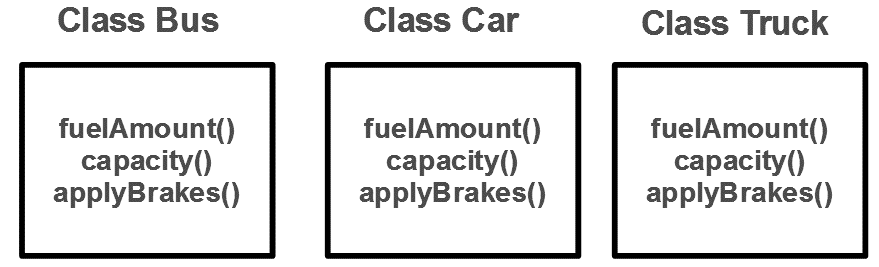 Class Bus
fuelAmount()
capacity()
applyBrakes()
Class Car
fuelAmount()
capacity()
applyBrakes()
Class Truck
fuelAmount()
capacity()
applyBrakes()